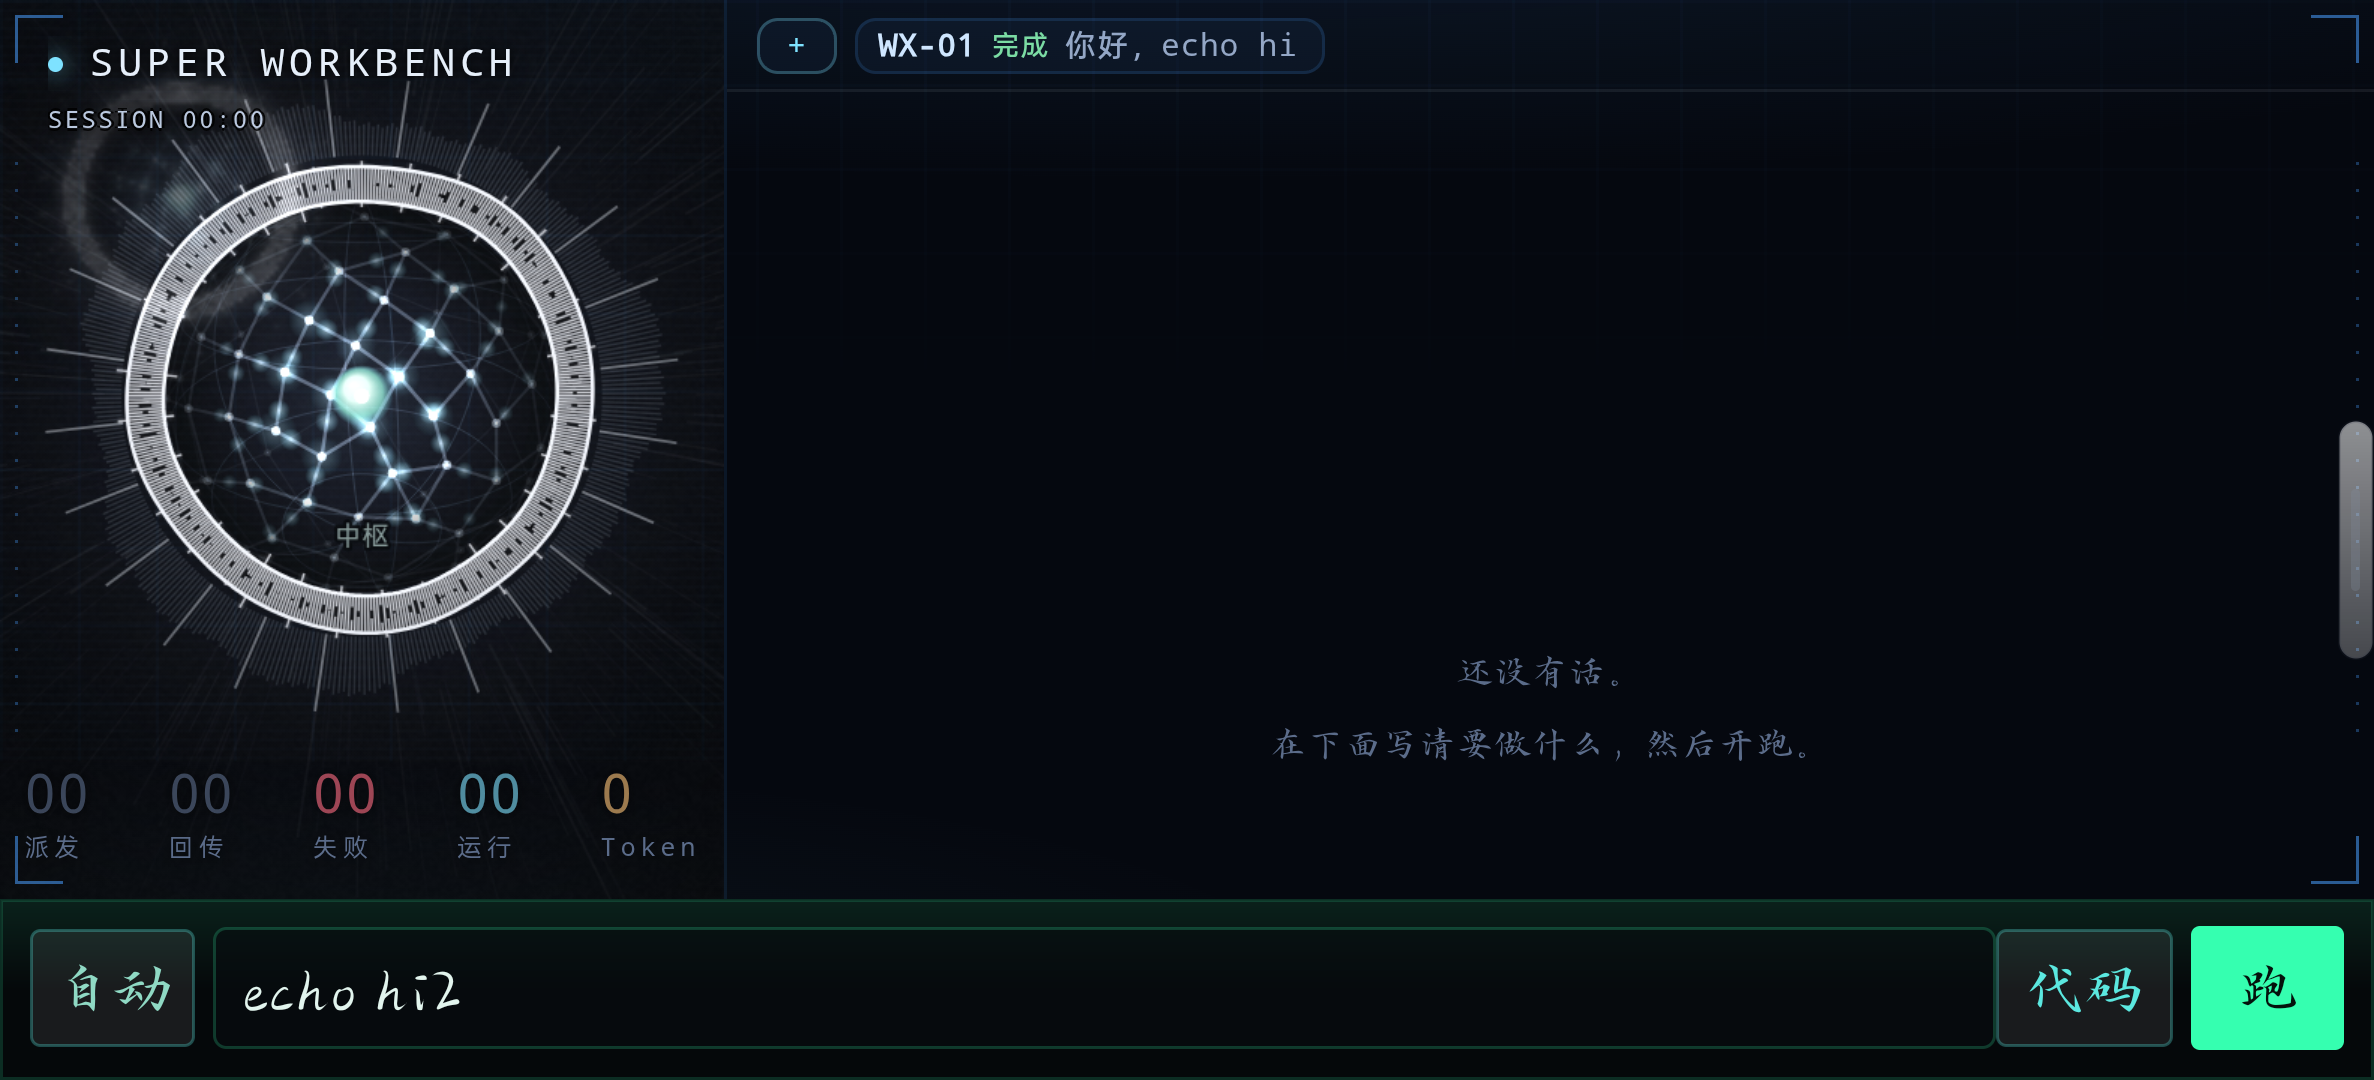 SUPER WORKBENCH
SESSION 00:00
中枢
00 00 00 00 0
派发 回传 失败 运行 Token
+ WX-01 完成 你好, echo hi
还没有话。
在下面写请要做什么，然后开跑。
自动 echo hi2 代码 跑